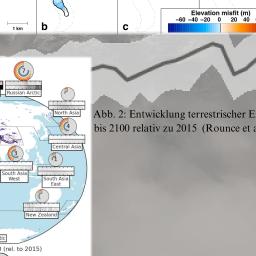 b
c
1 km
Elevation misfit (m)
−60 −40 −20 0 20 40
Russian Arctic
North Asia
Central Asia
South Asia
West
South Asia
East
New Zealand
(rel. to 2015)
Abb. 2: Entwicklung terrestrischer E
bis 2100 relativ zu 2015 (Rounce et a